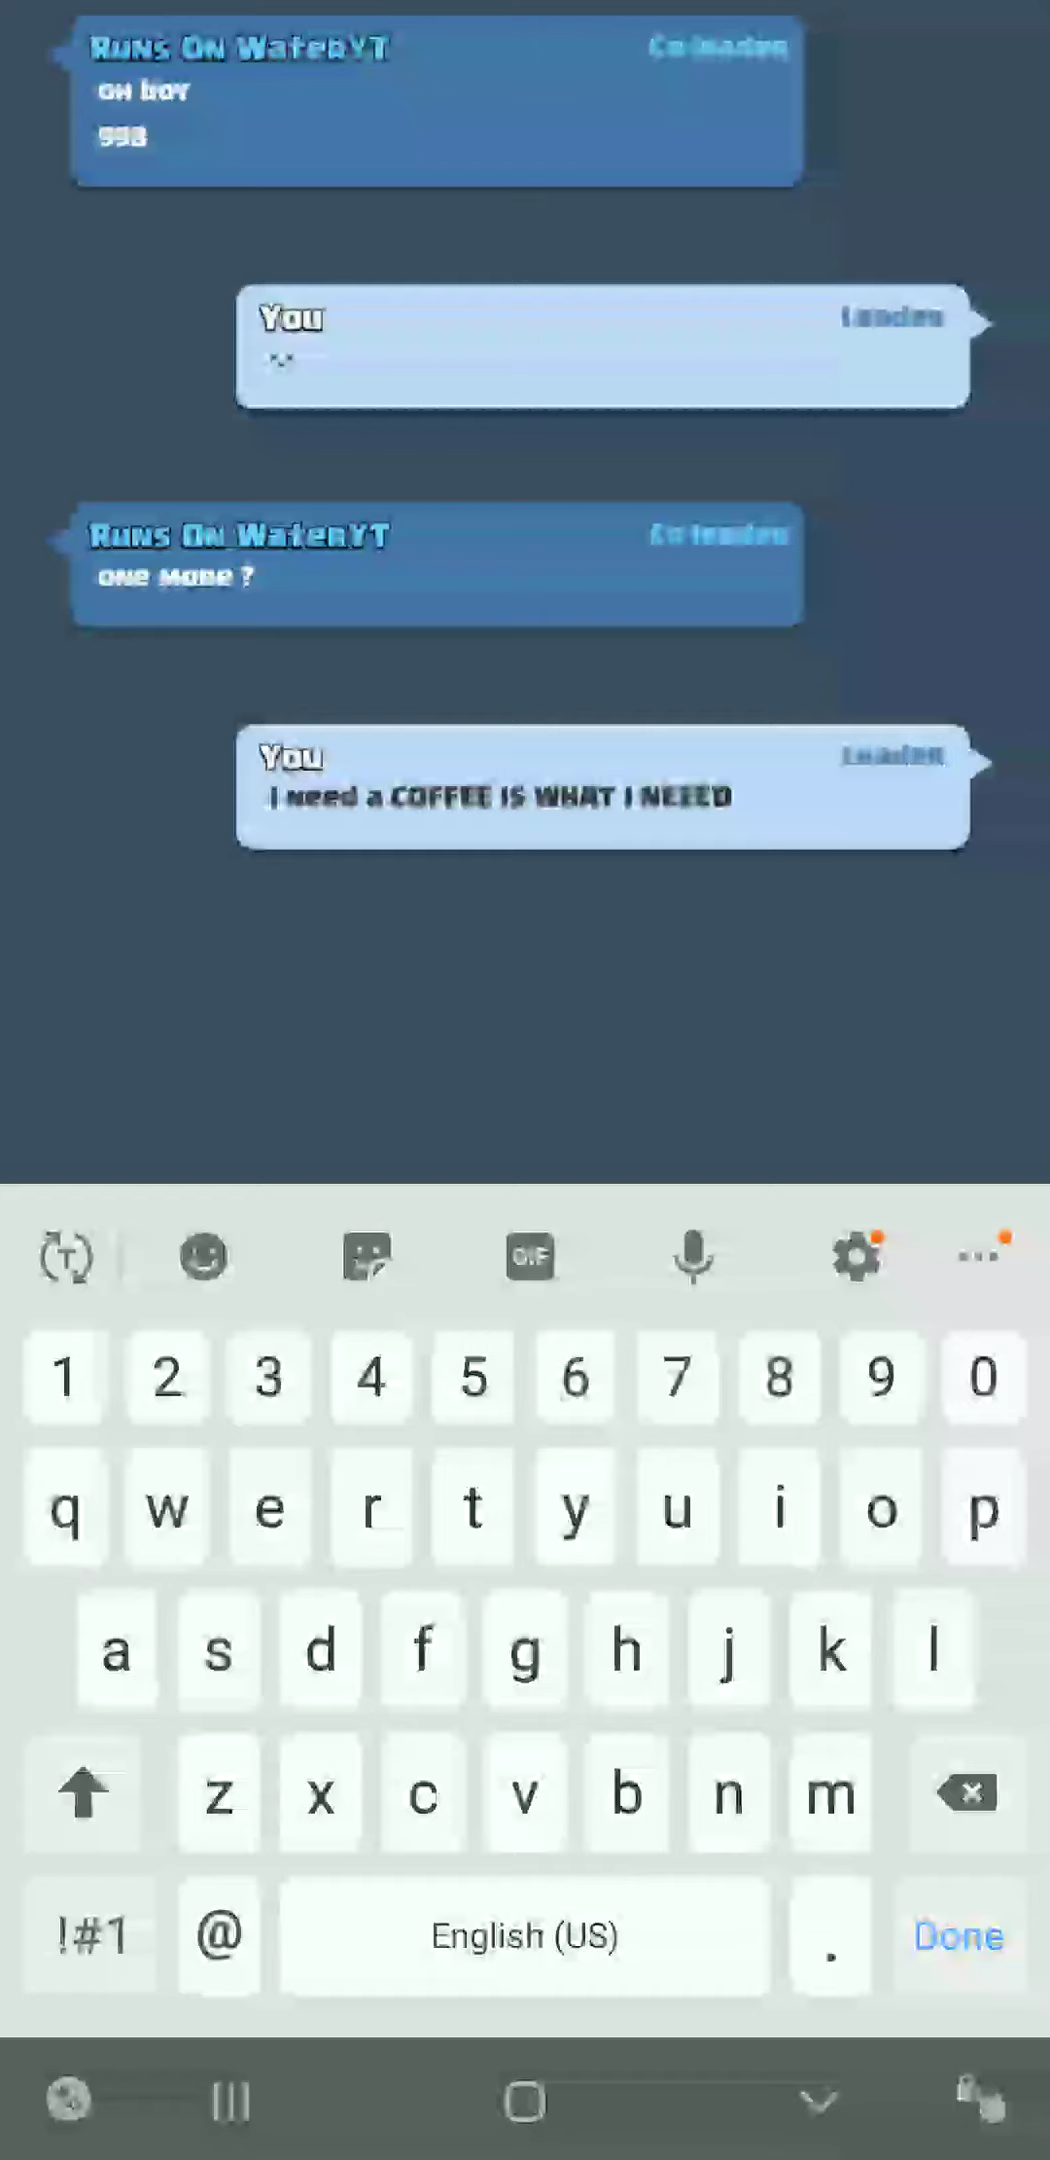 Runs On WaterYT
Co-leader
oh boy
998
You
Leader
Runs On WaterYT
Co-leader
one more ?
You
Leader
I need a COFFEE IS WHAT I NEEED
GIF
1 2 3 4 5 6 7 8 9 0
q w e r t y u i o p
a s d f g h j k l
z x c v b n m
!#1 @ English (US) . Done